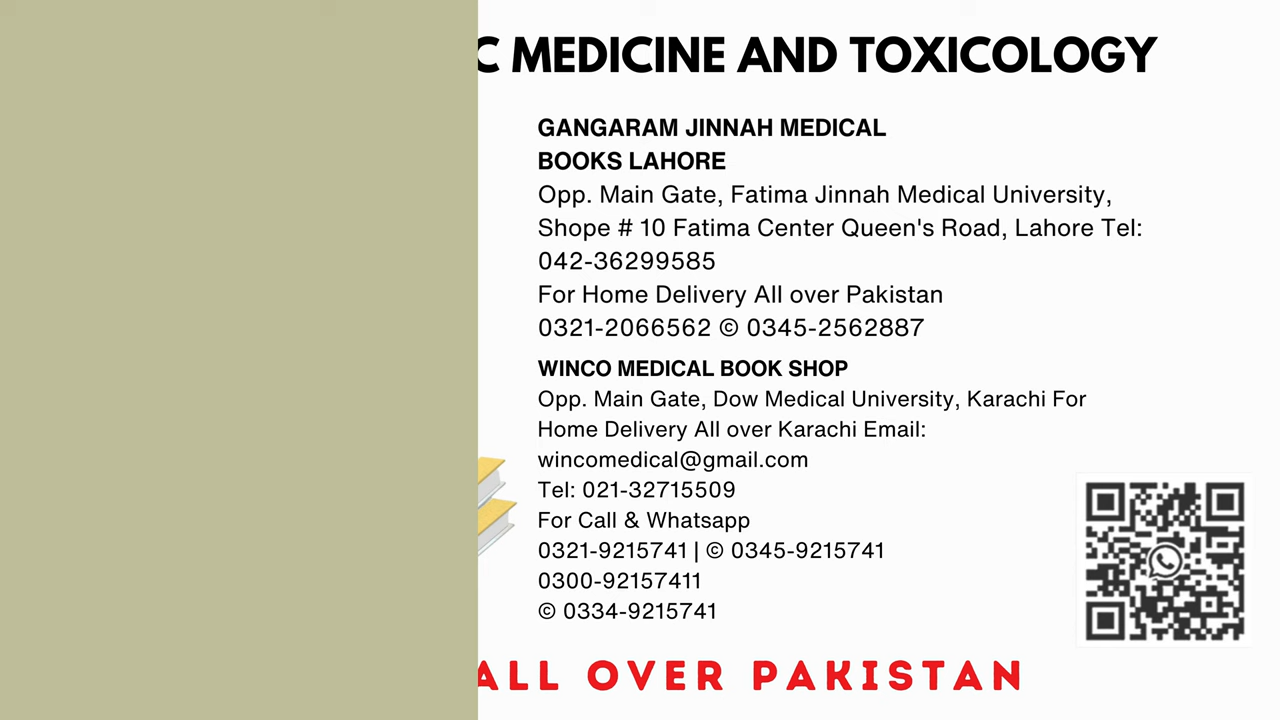 C MEDICINE AND TOXICOLOGY
GANGARAM JINNAH MEDICAL
BOOKS LAHORE
Opp. Main Gate, Fatima Jinnah Medical University,
Shope # 10 Fatima Center Queen's Road, Lahore Tel:
042-36299585
For Home Delivery All over Pakistan
0321-2066562 © 0345-2562887
WINCO MEDICAL BOOK SHOP
Opp. Main Gate, Dow Medical University, Karachi For
Home Delivery All over Karachi Email:
wincomedical@gmail.com
Tel: 021-32715509
For Call & Whatsapp
0321-9215741 | © 0345-9215741
0300-92157411
© 0334-9215741
ALL OVER PAKISTAN